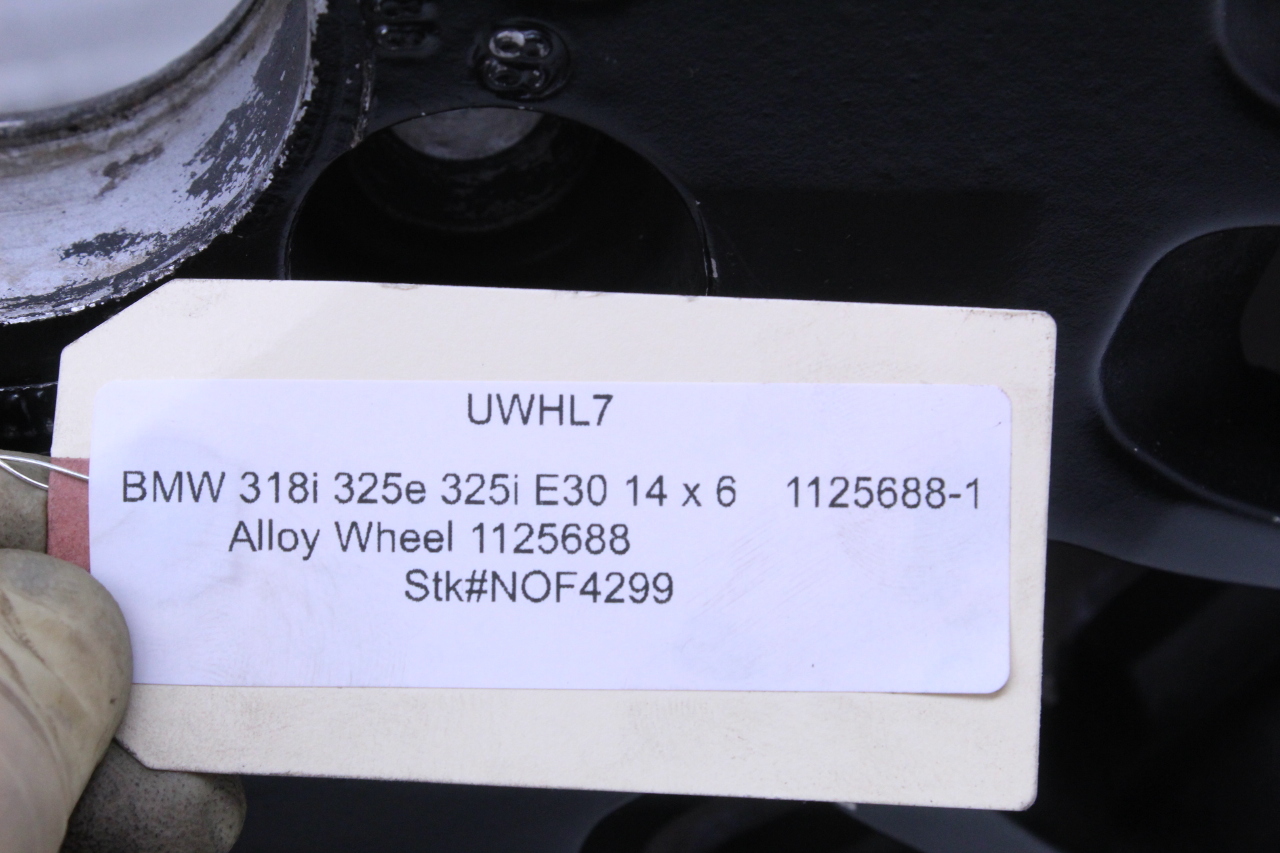 UWHL7
BMW 318i 325e 325i E30 14 x 6 1125688-1
Alloy Wheel 1125688
Stk#NOF4299